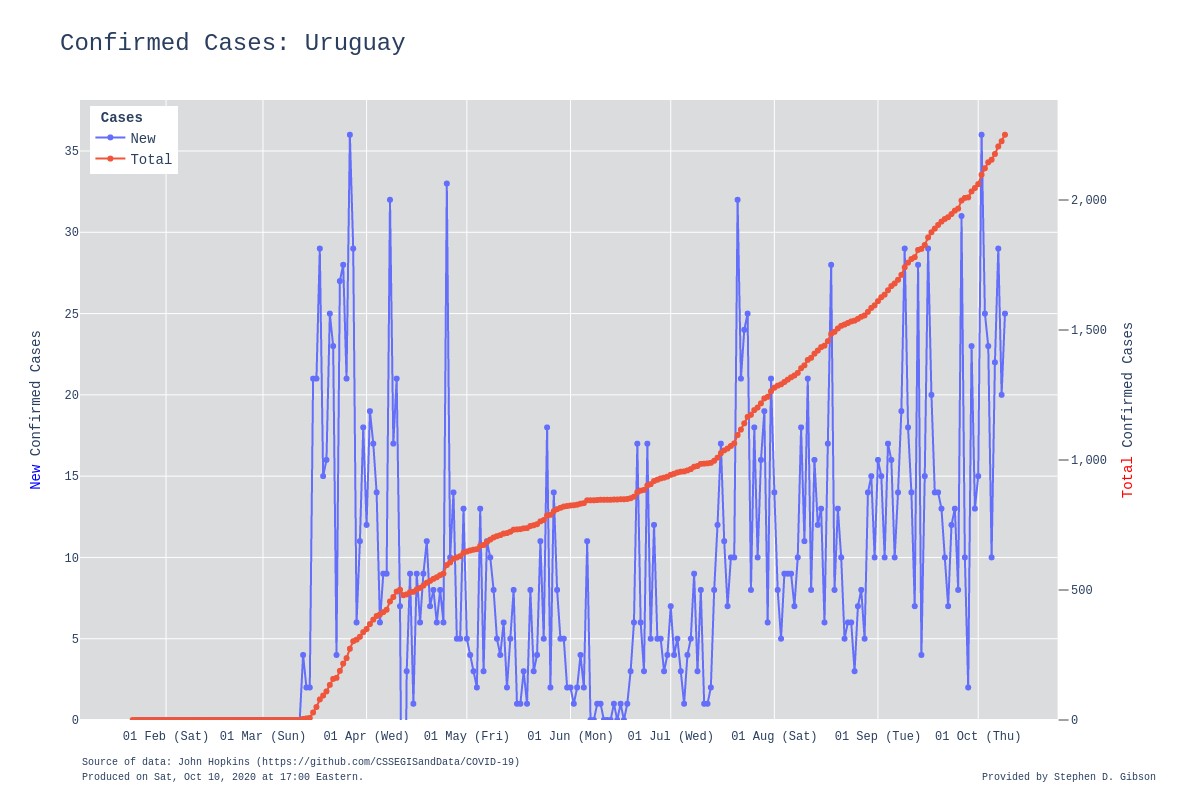 Confirmed Cases: Uruguay
Cases
New
Total
35
30
25
20
15
10
5
0
2,000
1,500
1,000
500
0
New Confirmed Cases
Total Confirmed Cases
01 Feb (Sat) 01 Mar (Sun) 01 Apr (Wed) 01 May (Fri) 01 Jun (Mon) 01 Jul (Wed) 01 Aug (Sat) 01 Sep (Tue) 01 Oct (Thu)
Source of data: John Hopkins (https://github.com/CSSEGISandData/COVID-19)
Produced on Sat, Oct 10, 2020 at 17:00 Eastern.
Provided by Stephen D. Gibson